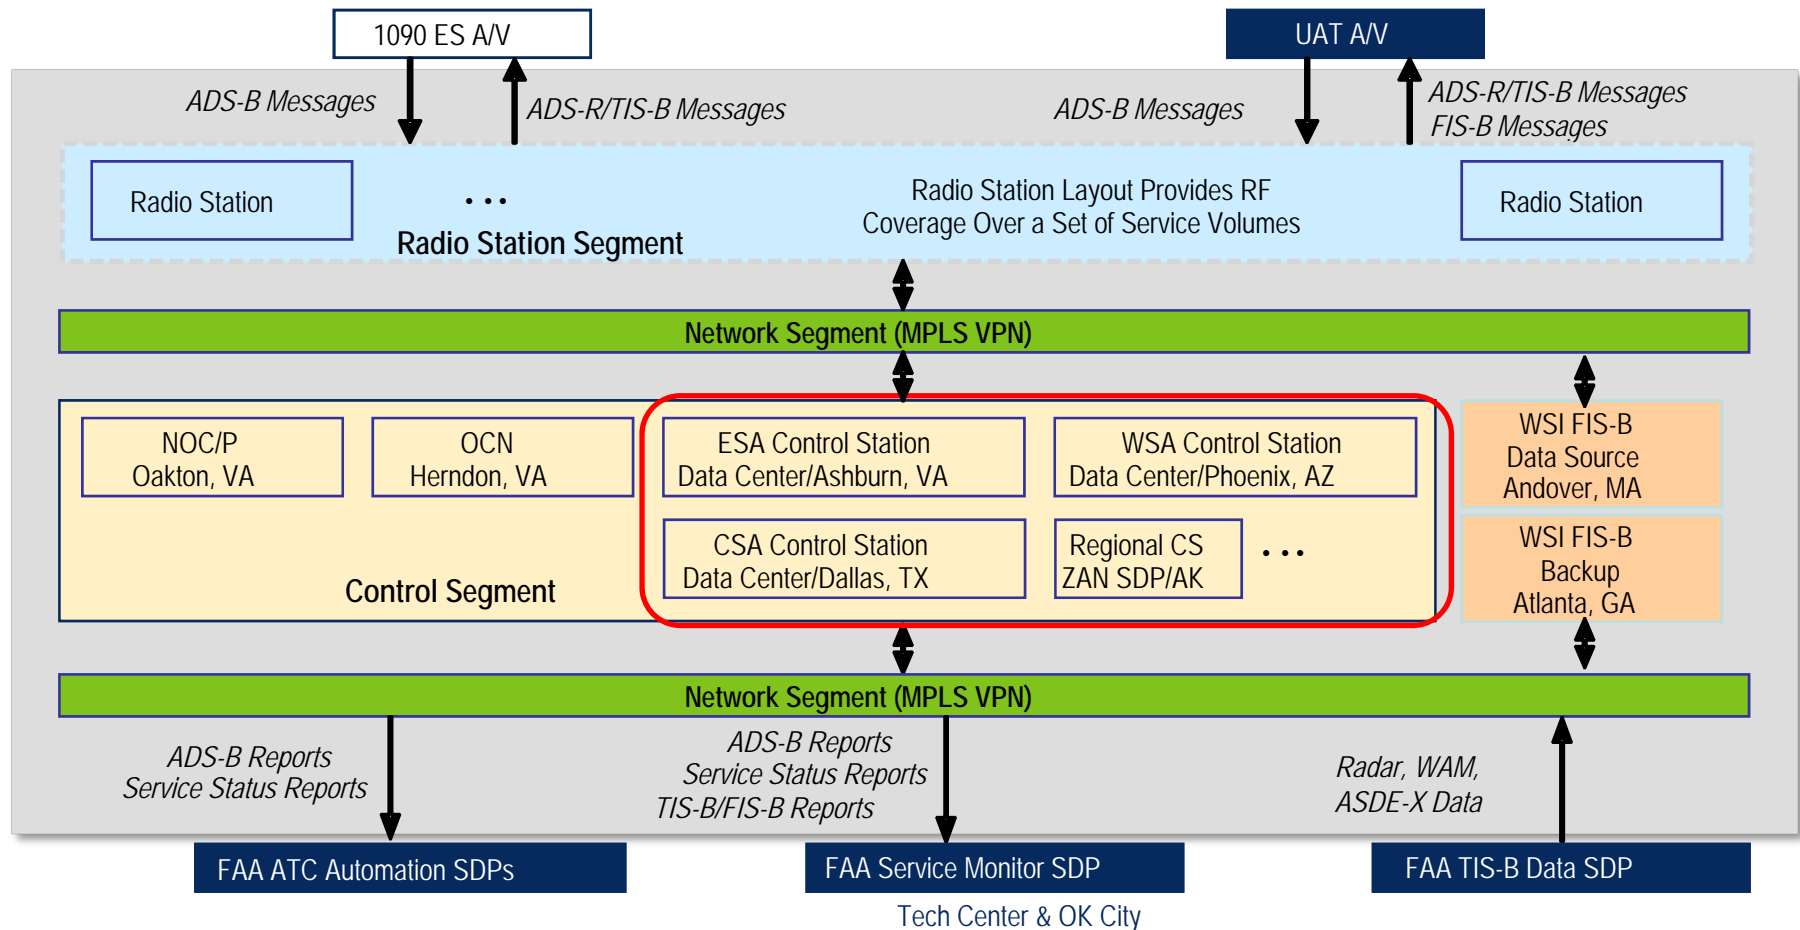 1090 ES A/V
UAT A/V
ADS-B Messages
ADS-R/TIS-B Messages
ADS-B Messages
ADS-R/TIS-B Messages
FIS-B Messages
Radio Station
...
Radio Station Layout Provides RF
Coverage Over a Set of Service Volumes
Radio Station
Radio Station Segment
Network Segment (MPLS VPN)
NOC/P
Oakton, VA
OCN
Herndon, VA
ESA Control Station
Data Center/Ashburn, VA
WSA Control Station
Data Center/Phoenix, AZ
WSI FIS-B
Data Source
Andover, MA
CSA Control Station
Data Center/Dallas, TX
Regional CS
ZAN SDP/AK
...
WSI FIS-B
Backup
Atlanta, GA
Control Segment
Network Segment (MPLS VPN)
ADS-B Reports
Service Status Reports
ADS-B Reports
Service Status Reports
TIS-B/FIS-B Reports
Radar, WAM,
ASDE-X Data
FAA ATC Automation SDPs
FAA Service Monitor SDP
FAA TIS-B Data SDP
Tech Center & OK City